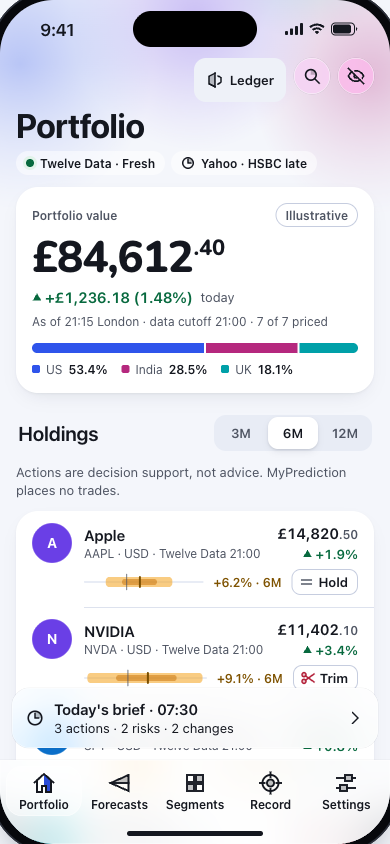 9:41
Ledger
Portfolio
Twelve Data · Fresh
Yahoo · HSBC late
Portfolio value
Illustrative
£84,612.40
+£1,236.18 (1.48%) today
As of 21:15 London · data cutoff 21:00 · 7 of 7 priced
US 53.4% India 28.5% UK 18.1%
Holdings
3M 6M 12M
Actions are decision support, not advice. MyPrediction
places no trades.
A
Apple
£14,820.50
AAPL · USD · Twelve Data 21:00
+1.9%
+6.2% · 6M
Hold
N
NVIDIA
£11,402.10
NVDA · USD · Twelve Data 21:00
+3.4%
+9.1% · 6M
Trim
Today's brief · 07:30
3 actions · 2 risks · 2 changes
Portfolio Forecasts Segments Record Settings